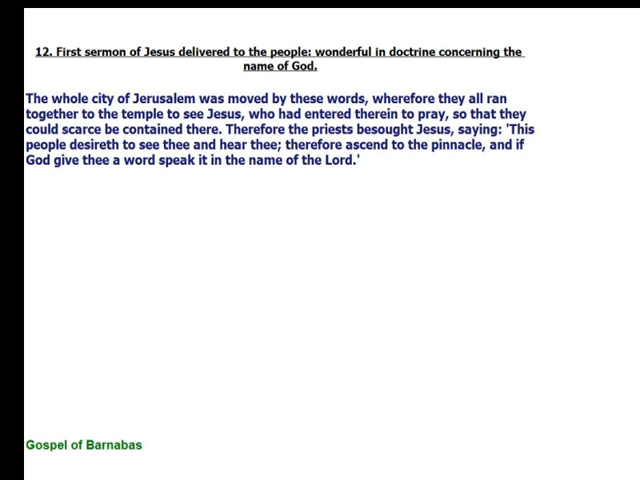 12. First sermon of Jesus delivered to the people: wonderful in doctrine concerning the
name of God.
The whole city of Jerusalem was moved by these words, wherefore they all ran
together to the temple to see Jesus, who had entered therein to pray, so that they
could scarce be contained there. Therefore the priests besought Jesus, saying: 'This
people desireth to see thee and hear thee; therefore ascend to the pinnacle, and if
God give thee a word speak it in the name of the Lord.'
Gospel of Barnabas